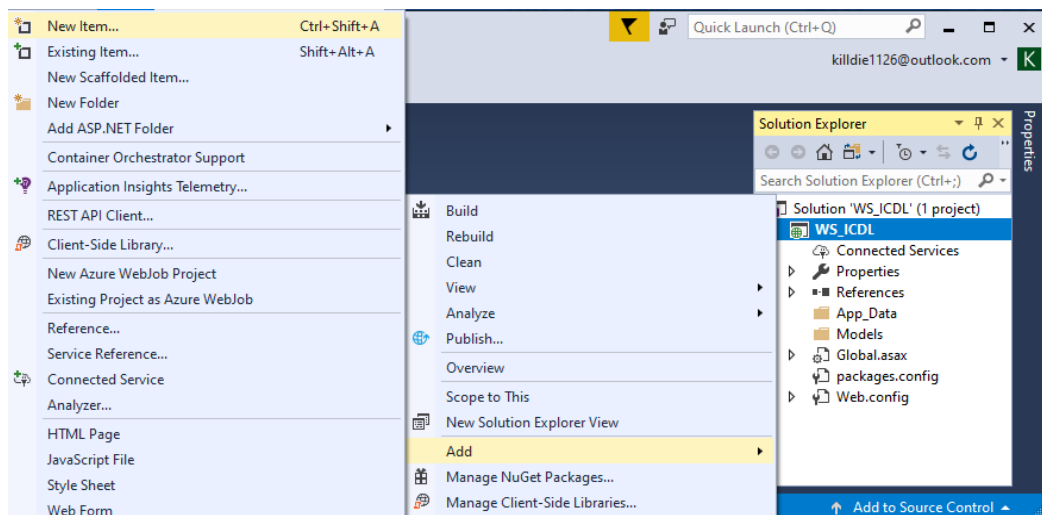 New Item... Ctrl+Shift+A
Existing Item... Shift+Alt+A
New Scaffolded Item...
New Folder
Add ASP.NET Folder
Container Orchestrator Support
Application Insights Telemetry...
REST API Client...
Client-Side Library...
New Azure WebJob Project
Existing Project as Azure WebJob
Reference...
Service Reference...
Connected Service
Analyzer...
HTML Page
JavaScript File
Style Sheet
Web Form
Build
Rebuild
Clean
View
Analyze
Publish...
Overview
Scope to This
New Solution Explorer View
Add
Manage NuGet Packages...
Manage Client-Side Libraries...
Quick Launch (Ctrl+Q)
killdie1126@outlook.com K
Solution Explorer
Search Solution Explorer (Ctrl+;)
Solution 'WS_ICDL' (1 project)
WS_ICDL
Connected Services
Properties
References
App_Data
Models
Global.asax
packages.config
Web.config
Add to Source Control
Properties